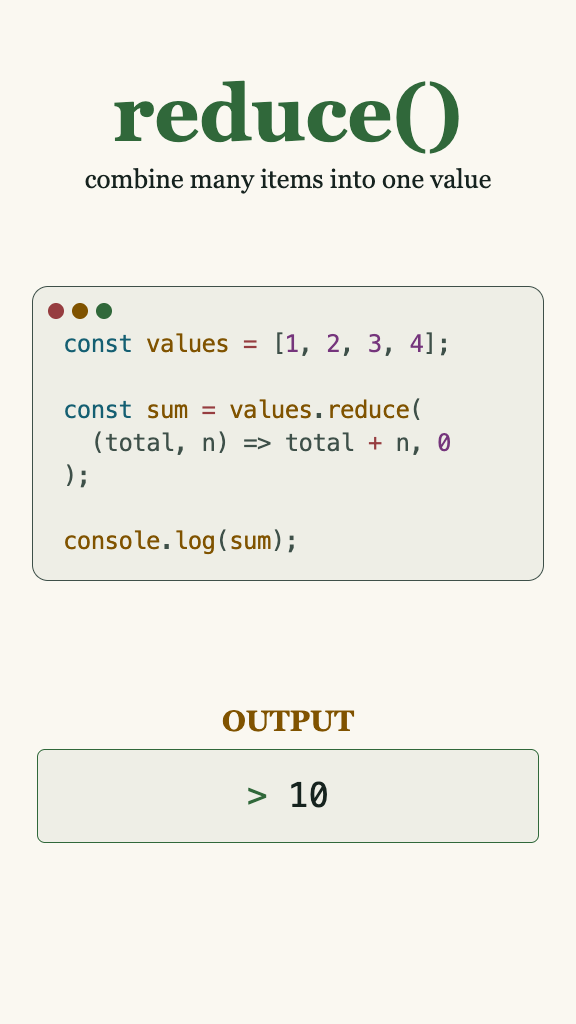 reduce()
combine many items into one value
const values = [1, 2, 3, 4];
const sum = values.reduce(
  (total, n) => total + n, 0
);
console.log(sum);
OUTPUT
> 10